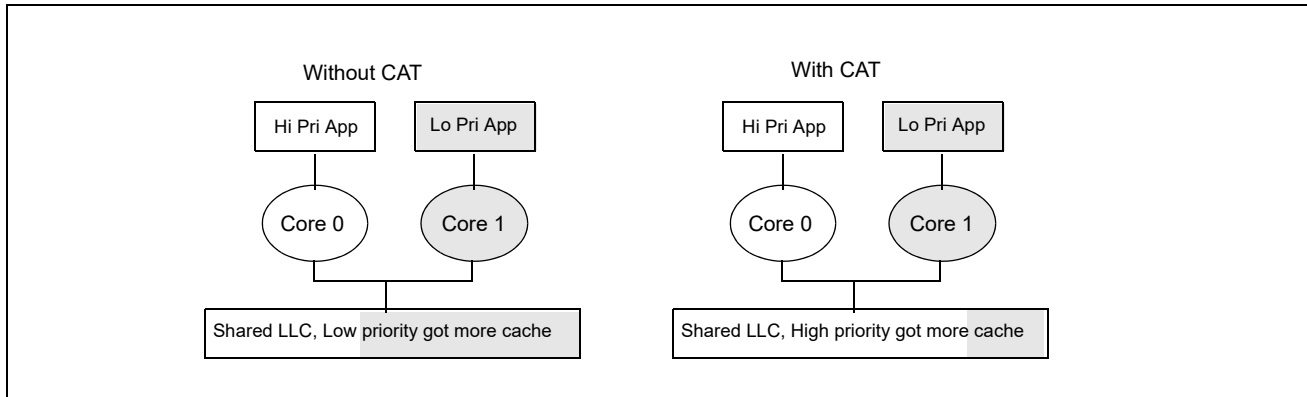 Without CAT
Hi Pri App
Lo Pri App
Core 0
Core 1
Shared LLC, Low priority got more cache
With CAT
Hi Pri App
Lo Pri App
Core 0
Core 1
Shared LLC, High priority got more cache